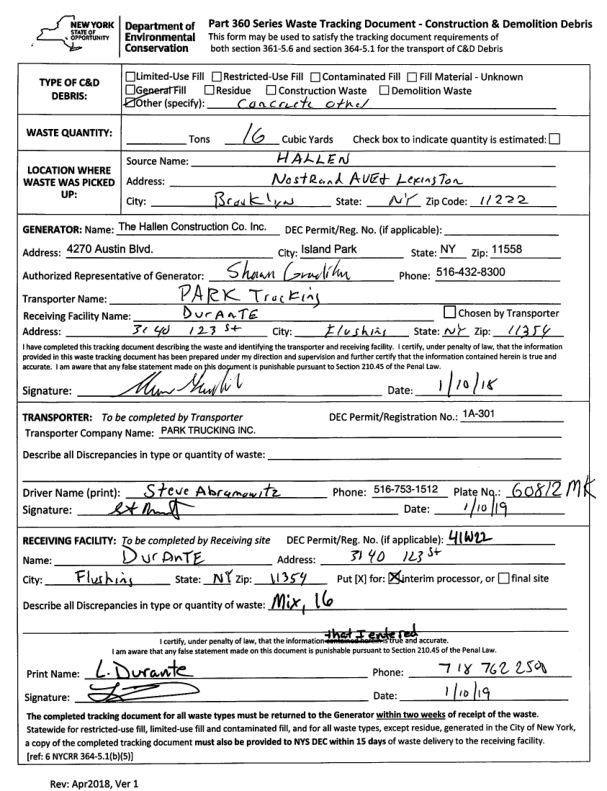 NEW YORK
STATE OF
OPPORTUNITY
Department of
Environmental
Conservation
Part 360 Series Waste Tracking Document - Construction & Demolition Debris
This form may be used to satisfy the tracking document requirements of
both section 361-5.6 and section 364-5.1 for the transport of C&D Debris
TYPE OF C&D
DEBRIS:
Limited-Use Fill Restricted-Use Fill Contaminated Fill Fill Material - Unknown
General Fill Residue Construction Waste Demolition Waste
Other (specify): Concrete other
WASTE QUANTITY: Tons 16 Cubic Yards Check box to indicate quantity is estimated:
LOCATION WHERE
WASTE WAS PICKED
UP:
Source Name: HALLEN
Address: Nostrand AVE & Lexington
City: Brooklyn State: NY Zip Code: 11222
GENERATOR: Name: The Hallen Construction Co. Inc. DEC Permit/Reg. No. (if applicable):
Address: 4270 Austin Blvd. City: Island Park State: NY Zip: 11558
Authorized Representative of Generator: Shawn Phone: 516-432-8300
Transporter Name: PARK Trucking
Receiving Facility Name: DurANTE Chosen by Transporter
Address: 3140 123 St City: Flushing State: NY Zip: 11354
I have completed this tracking document describing the waste and identifying the transporter and receiving facility. I certify, under penalty of law, that the information
provided in this waste tracking document has been prepared under my direction and supervision and further certify that the information contained herein is true and
accurate. I am aware that any false statement made on this document is punishable pursuant to Section 210.45 of the Penal Law.
Signature: Date: 1/10/18
TRANSPORTER: To be completed by Transporter DEC Permit/Registration No.: 1A-301
Transporter Company Name: PARK TRUCKING INC.
Describe all Discrepancies in type or quantity of waste:
Driver Name (print): Steve Abramowitz Phone: 516-753-1512 Plate No.: 60812MK
Signature: Date: 1/10/19
RECEIVING FACILITY: To be completed by Receiving site DEC Permit/Reg. No. (if applicable): 41W22
Name: DurANTE Address: 3140 123 St
City: Flushing State: NY Zip: 11354 Put [X] for: interim processor, or final site
Describe all Discrepancies in type or quantity of waste: Mix, 16
that I entered
I certify, under penalty of law, that the information contained herein is true and accurate.
I am aware that any false statement made on this document is punishable pursuant to Section 210.45 of the Penal Law.
Print Name: L. Durante Phone: 718 762 2500
Signature: Date: 1/10/19
The completed tracking document for all waste types must be returned to the Generator within two weeks of receipt of the waste.
Statewide for restricted-use fill, limited-use fill and contaminated fill, and for all waste types, except residue, generated in the City of New York,
a copy of the completed tracking document must also be provided to NYS DEC within 15 days of waste delivery to the receiving facility.
[ref: 6 NYCRR 364-5.1(b)(5)]
Rev: Apr2018, Ver 1